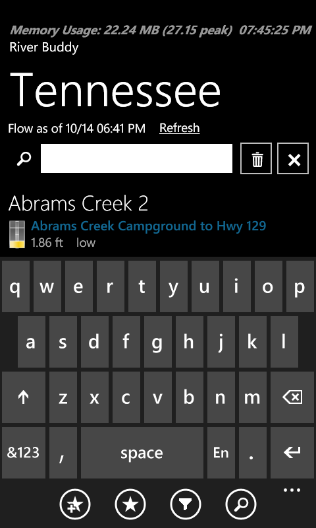 Memory Usage: 22.24 MB (27.15 peak) 07:45:25 PM
River Buddy
Tennessee
Flow as of 10/14 06:41 PM Refresh
Abrams Creek 2
Abrams Creek Campground to Hwy 129
1.86 ft low
q w e r t y u i o p
a s d f g h j k l
z x c v b n m
&123 , space En .